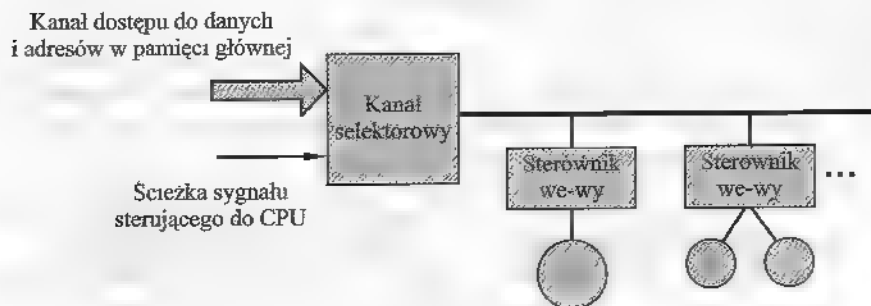 Kanał dostępu do danych
i adresów w pamięci głównej
Kanał
selektorowy
Ścieżka sygnału
sterującego do CPU
Sterownik
we-wy
Sterownik
we-wy
...